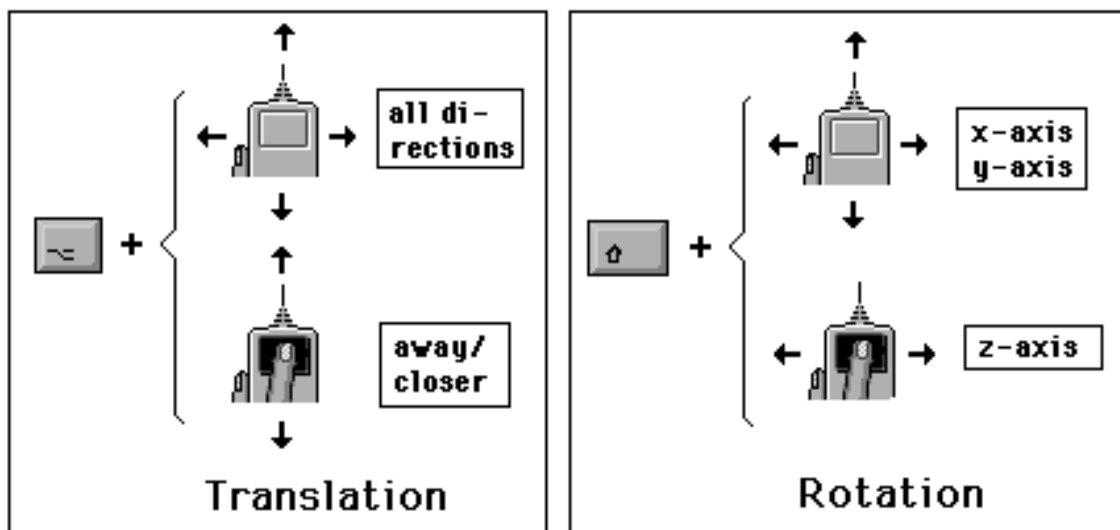 all di-
rections
+
away/
closer
Translation
x-axis
y-axis
+
z-axis
Rotation